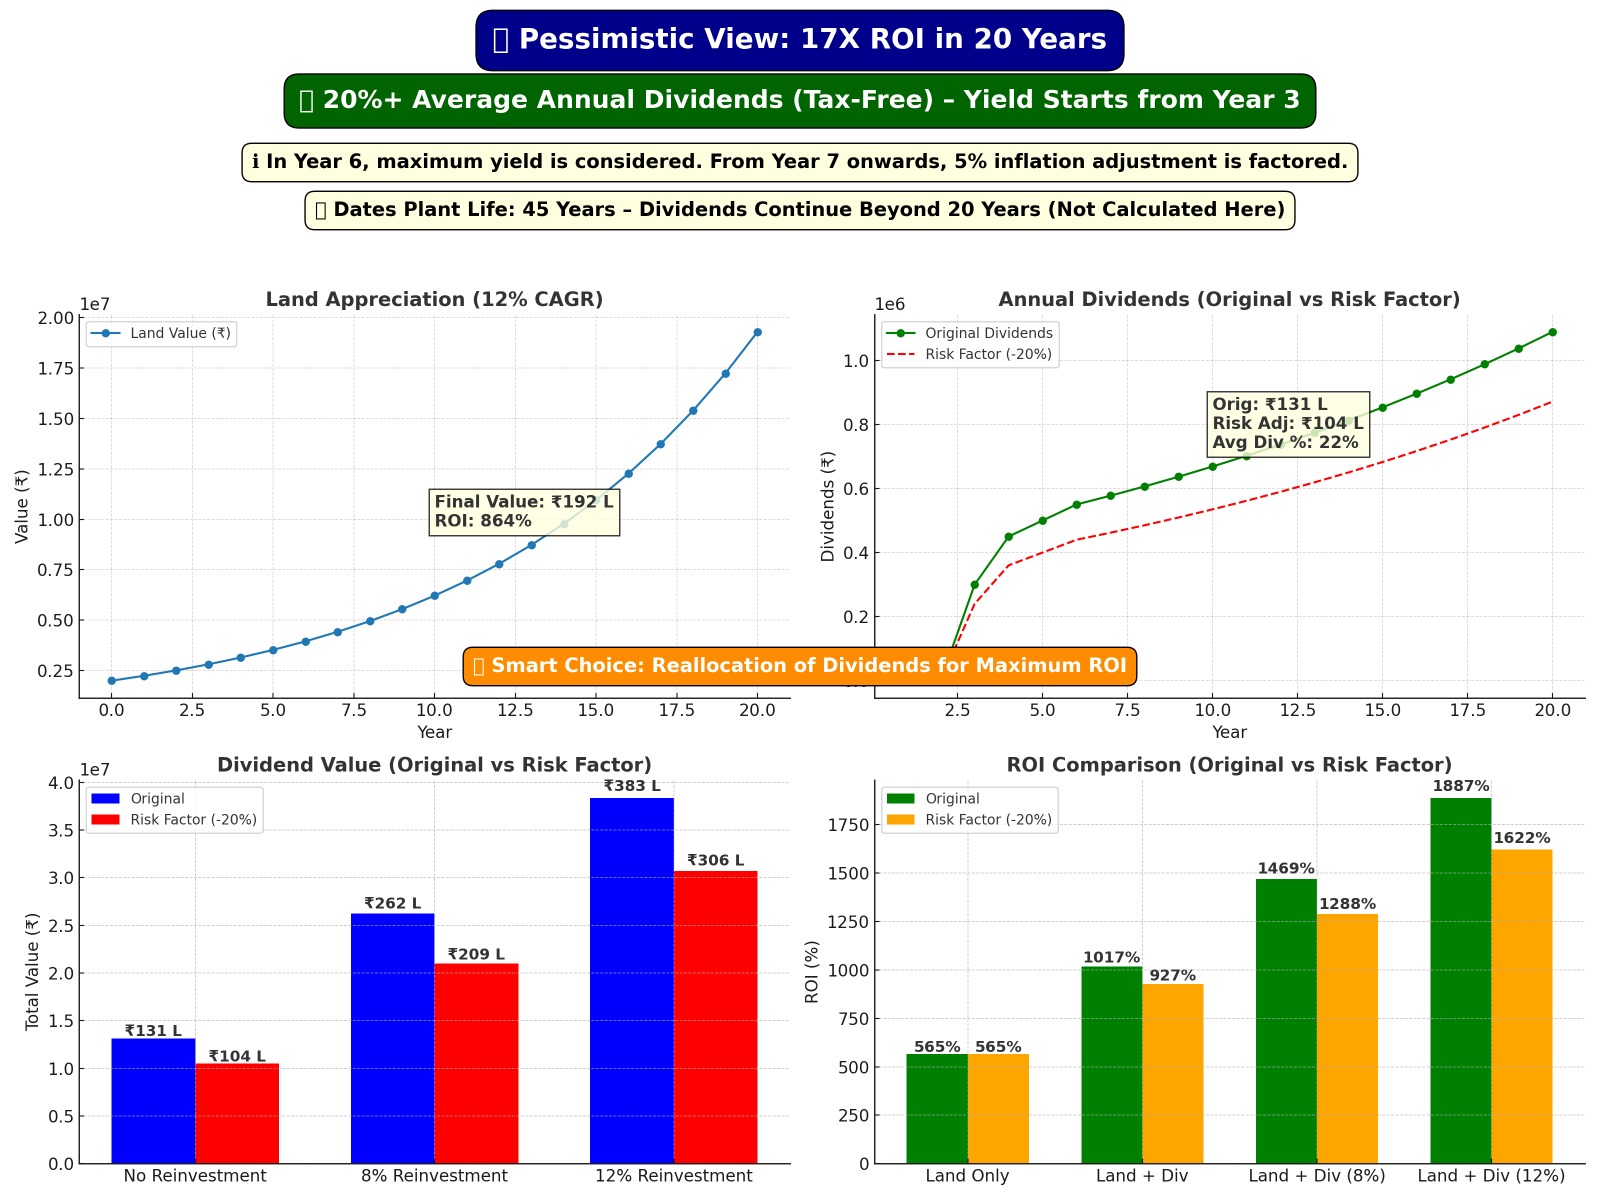 Pessimistic View: 17X ROI in 20 Years
20%+ Average Annual Dividends (Tax-Free) – Yield Starts from Year 3
ℹ In Year 6, maximum yield is considered. From Year 7 onwards, 5% inflation adjustment is factored.
Dates Plant Life: 45 Years – Dividends Continue Beyond 20 Years (Not Calculated Here)
Land Appreciation (12% CAGR)
1e7
Land Value (₹)
2.00
1.75
1.50
1.25
1.00
0.75
0.50
0.25
Value (₹)
Final Value: ₹192 L
ROI: 864%
0.0 2.5 5.0 7.5 10.0 12.5 15.0 17.5 20.0
Year
Annual Dividends (Original vs Risk Factor)
1e6
Original Dividends
Risk Factor (-20%)
1.0
0.8
0.6
0.4
0.2
Dividends (₹)
Orig: ₹131 L
Risk Adj: ₹104 L
Avg Div %: 22%
2.5 5.0 7.5 10.0 12.5 15.0 17.5 20.0
Year
Smart Choice: Reallocation of Dividends for Maximum ROI
Dividend Value (Original vs Risk Factor)
1e7
Original
Risk Factor (-20%)
4.0
3.5
3.0
2.5
2.0
1.5
1.0
0.5
0.0
Total Value (₹)
₹131 L
₹104 L
₹262 L
₹209 L
₹383 L
₹306 L
No Reinvestment 8% Reinvestment 12% Reinvestment
ROI Comparison (Original vs Risk Factor)
Original
Risk Factor (-20%)
1750
1500
1250
1000
750
500
250
0
ROI (%)
565% 565%
1017%
927%
1469%
1288%
1887%
1622%
Land Only Land + Div Land + Div (8%) Land + Div (12%)